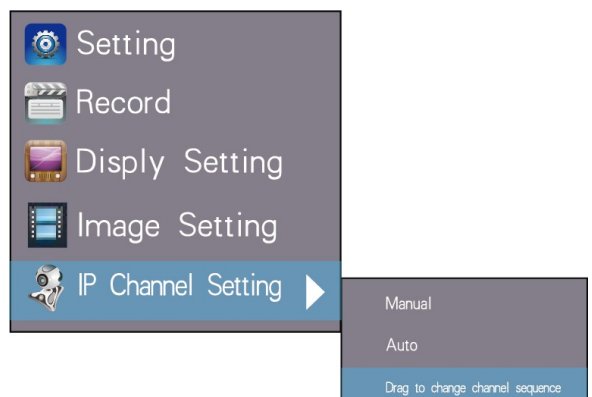 Setting
Record
Disply Setting
Image Setting
IP Channel Setting
Manual
Auto
Drag to change channel sequence